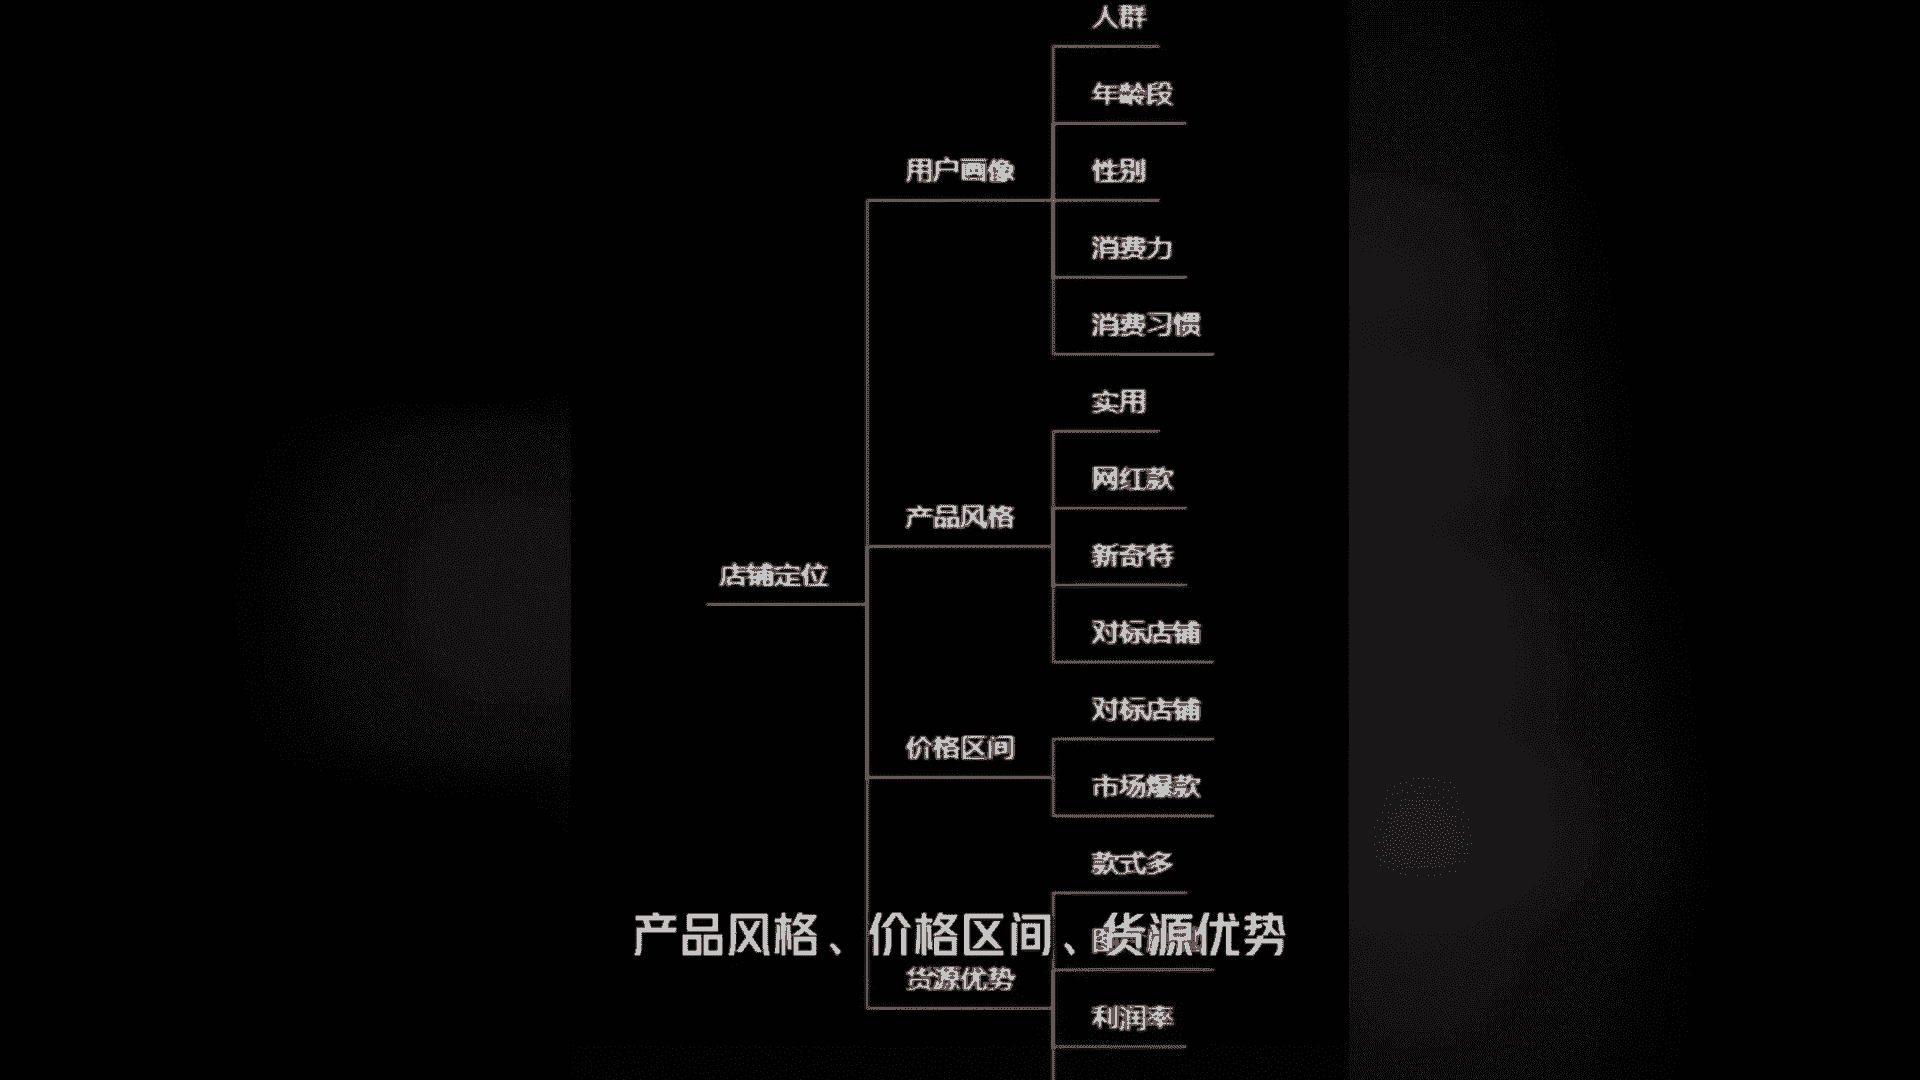 人群
年龄段
用户画像
性别
消费力
消费习惯
实用
网红款
产品风格
新奇特
店铺定位
对标店铺
对标店铺
价格区间
市场爆款
款式多
产品风格、价格区间、货源优势
货源优势
利润率